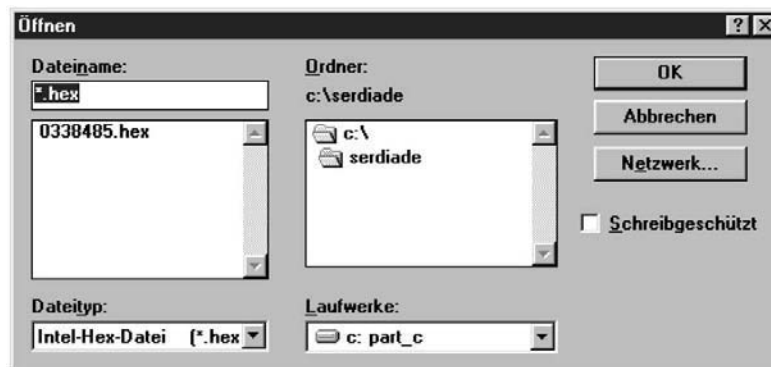 Öffnen
Dateiname:
*.hex
0338485.hex
Dateityp:
Intel-Hex-Datei (*.hex
Ordner:
c:\serdiade
c:\
serdiade
Laufwerke:
c: part_c
OK
Abbrechen
Netzwerk...
Schreibgeschützt